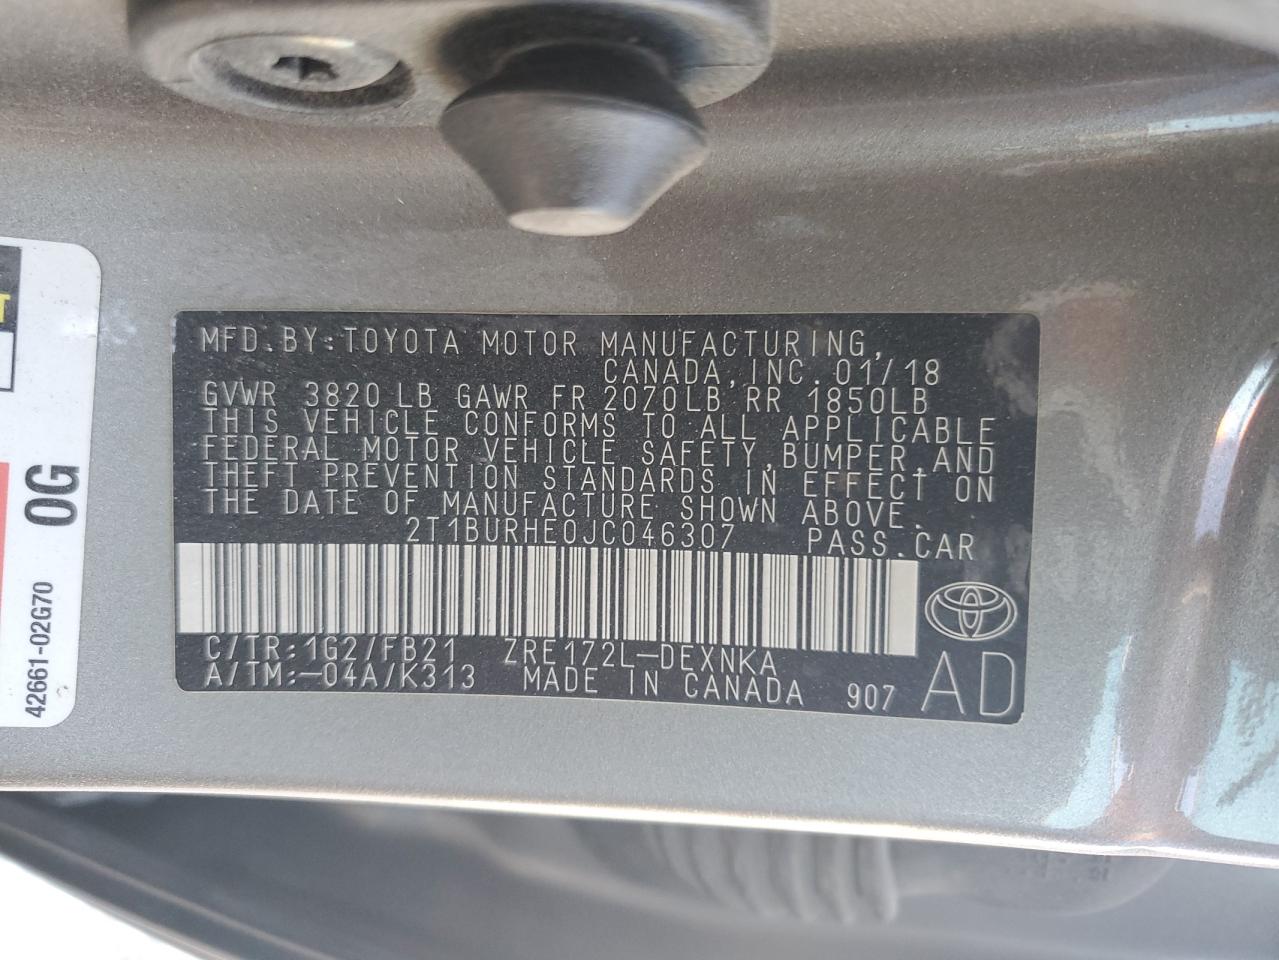 MFD.BY:TOYOTA MOTOR MANUFACTURING,
CANADA,INC. 01/18
GVWR 3820 LB GAWR FR 2070LB RR 1850LB
THIS VEHICLE CONFORMS TO ALL APPLICABLE
FEDERAL MOTOR VEHICLE SAFETY,BUMPER,AND
THEFT PREVENTION STANDARDS IN EFFECT ON
THE DATE OF MANUFACTURE SHOWN ABOVE.
2T1BURHE0JC046307 PASS.CAR
C/TR:1G2/FB21 ZRE172L-DEXNKA
A/TM:-04A/K313 MADE IN CANADA 907 AD
0G
42661-02G70